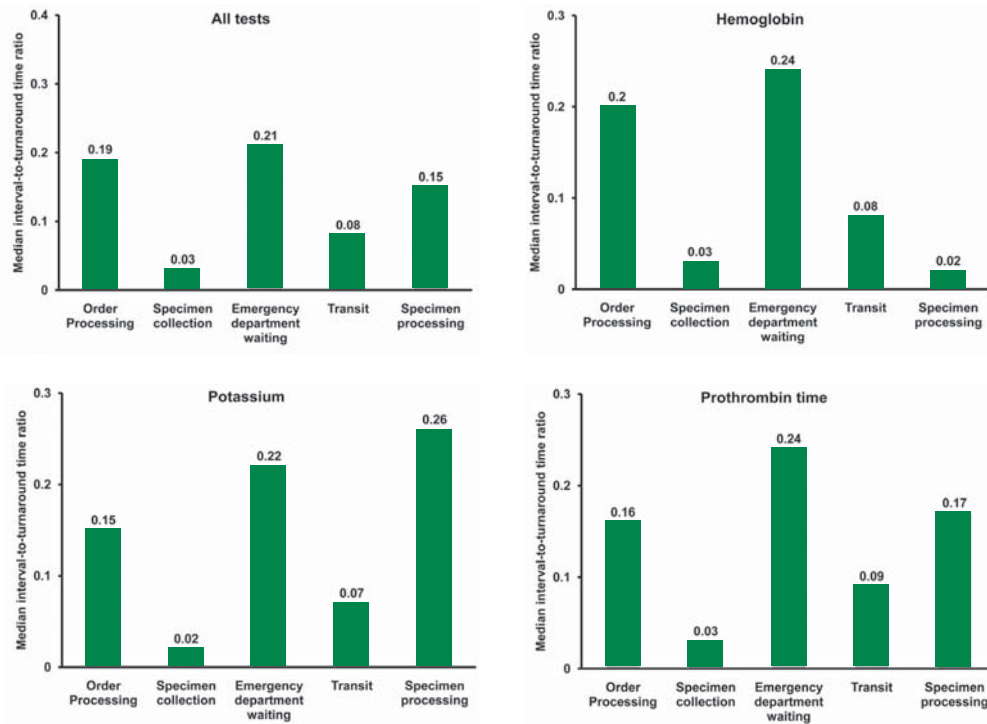 All tests
Median interval-to-turnaround time ratio
0.4
0.3
0.2
0.1
0
0.19
0.03
0.21
0.08
0.15
Order Specimen Emergency Transit Specimen
Processing collection department processing
waiting
Hemoglobin
Median interval-to-turnaround time ratio
0.3
0.2
0.1
0
0.2
0.03
0.24
0.08
0.02
Order Specimen Emergency Transit Specimen
Processing collection department processing
waiting
Potassium
Median interval-to-turnaround time ratio
0.3
0.2
0.1
0
0.15
0.02
0.22
0.07
0.26
Order Specimen Emergency Transit Specimen
Processing collection department processing
waiting
Prothrombin time
Median interval-to-turnaround time ratio
0.3
0.2
0.1
0
0.16
0.03
0.24
0.09
0.17
Order Specimen Emergency Transit Specimen
Processing collection department processing
waiting